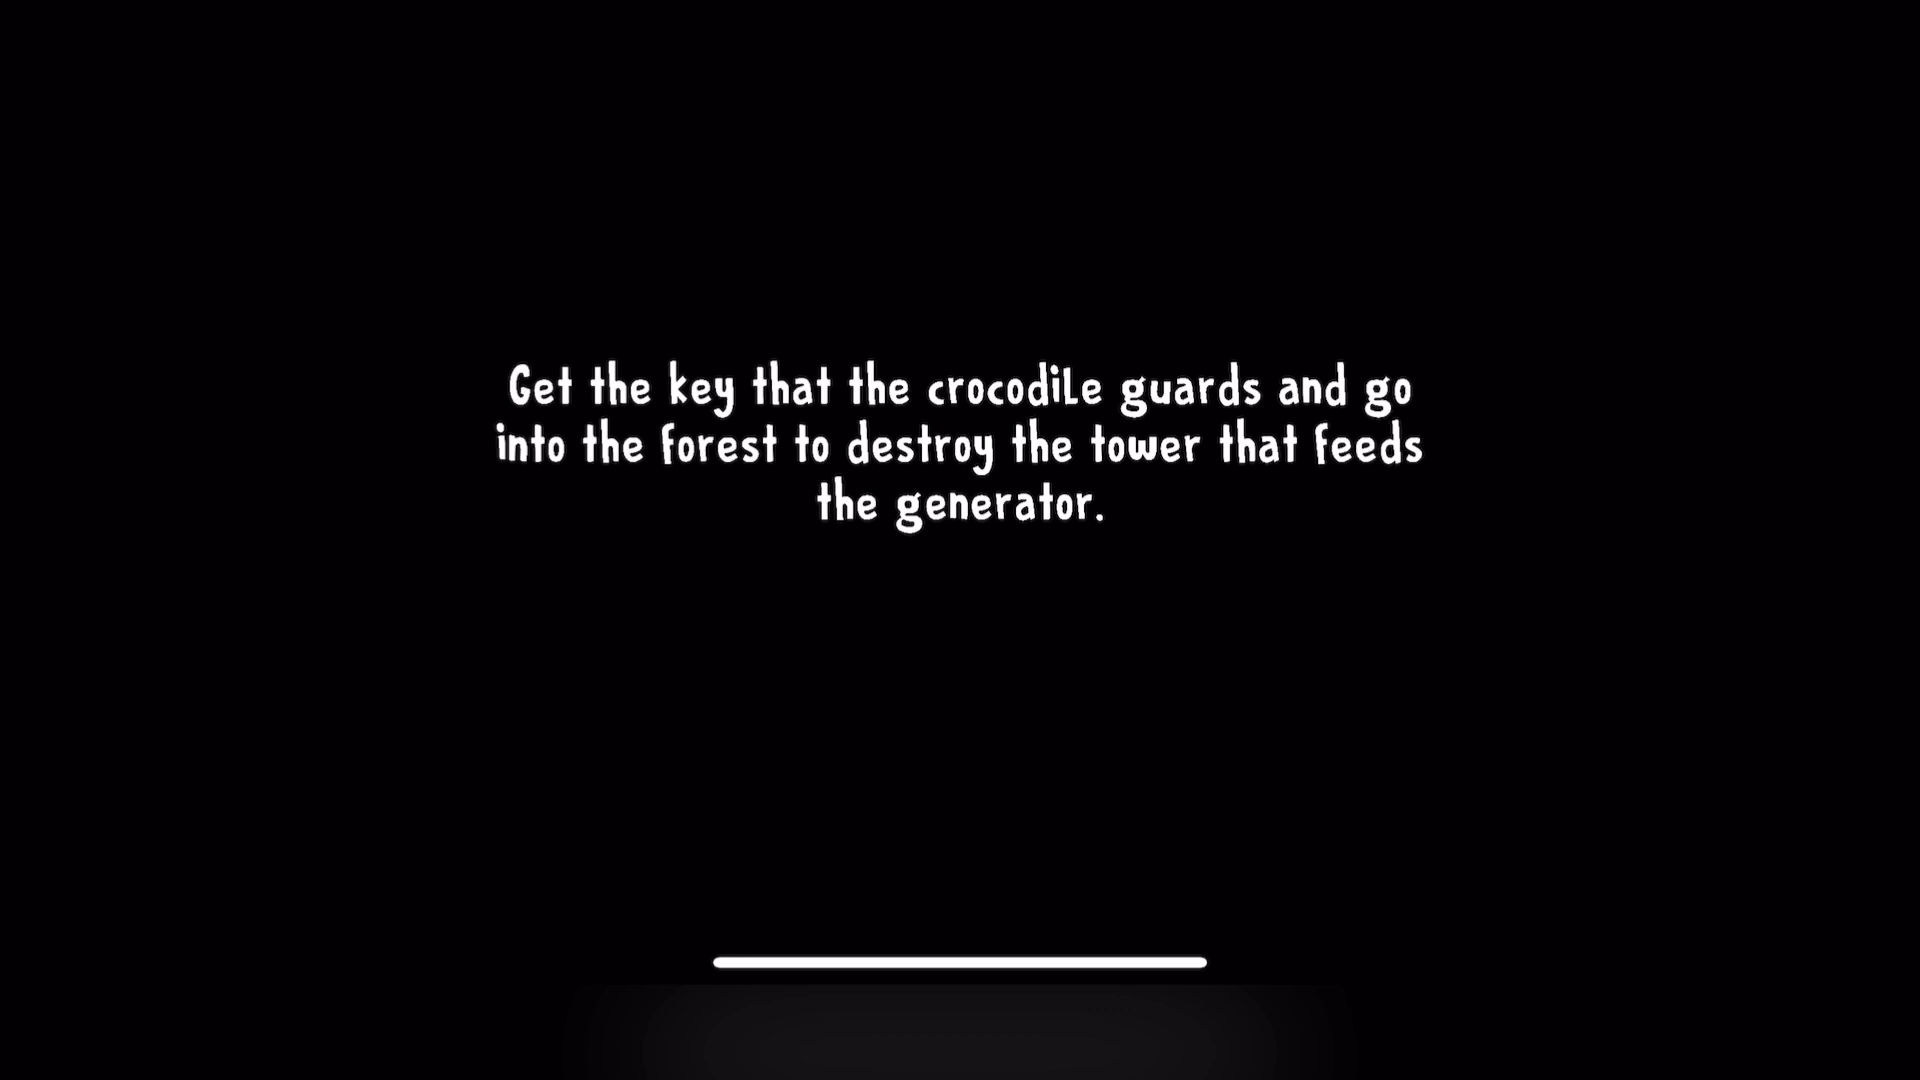 Get the key that the crocodile guards and go
into the forest to destroy the tower that feeds
the generator.